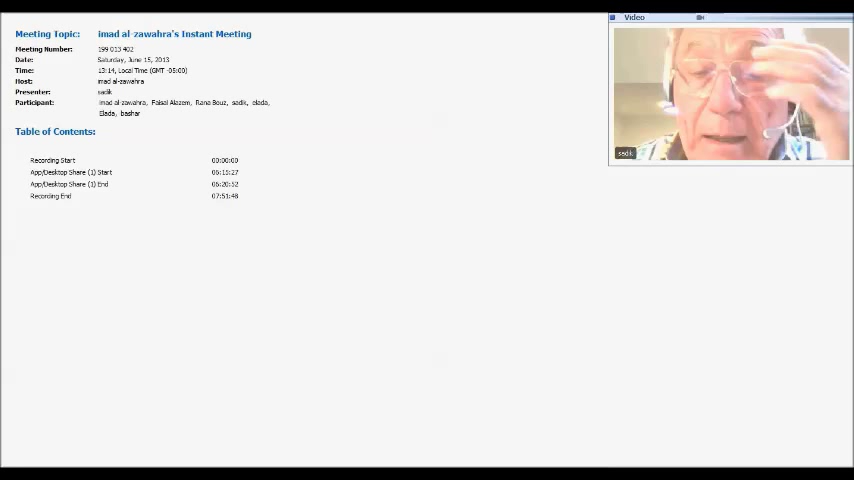 Meeting Topic: imad al-zawahra's Instant Meeting
Meeting Number: 199 013 402
Date: Saturday, June 15, 2013
Time: 13:14, Local Time (GMT -05:00)
Host: imad al-zawahra
Presenter: sadik
Participant: imad al-zawahra, Faisal Alazem, Rana Bouz, sadik, elada,
Elada, bashar
Table of Contents:
Recording Start 00:00:00
App/Desktop Share (1) Start 06:15:27
App/Desktop Share (1) End 06:20:52
Recording End 07:51:48
Video
sadik